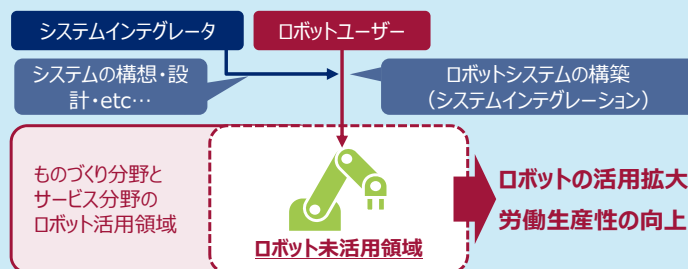 システムインテグレータ
ロボットユーザー
システムの構想・設
計・etc…
ロボットシステムの構築
（システムインテグレーション）
ものづくり分野と
サービス分野の
ロボット活用領域
ロボット未活用領域
ロボットの活用拡大
労働生産性の向上